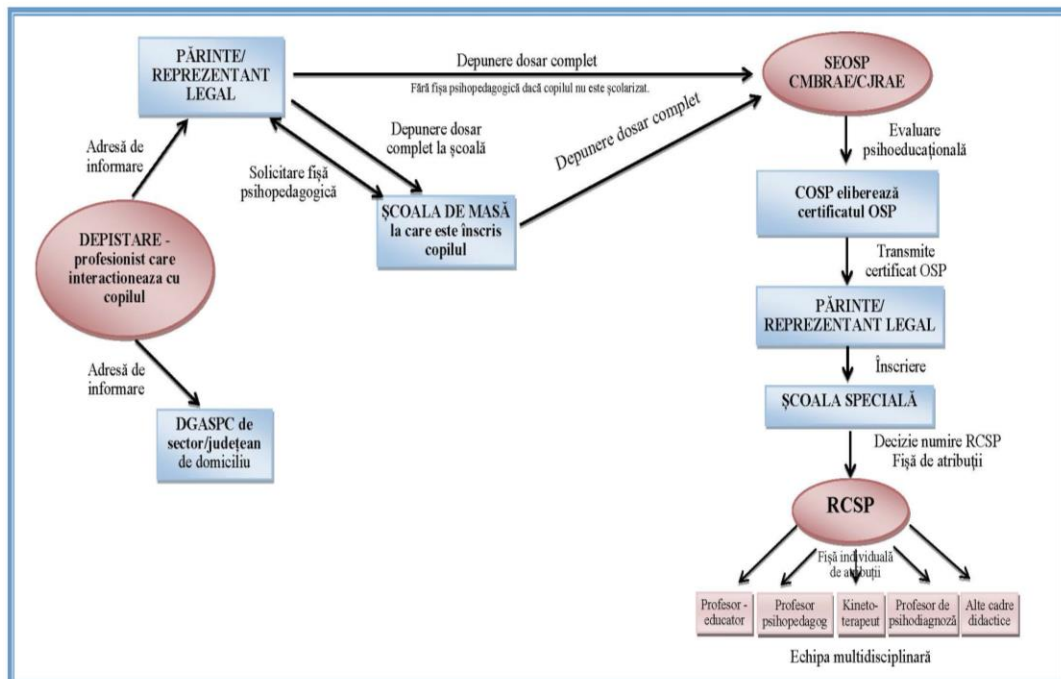 PĂRINTE/
REPREZENTANT
LEGAL
Depunere dosar complet
Fără fișa psihopedagogică dacă copilul nu este școlarizat.
SEOSP
CMBRAE/CJRAE
Adresă de
informare
Depunere dosar
complet la școală
Solicitare fișă
psihopedagogică
Depunere dosar complet
Evaluare
psihoeducațională
DEPISTARE -
profesionist care
interactioneaza cu
copilul
ȘCOALA DE MASĂ
la care este înscris
copilul
COSP eliberează
certificatul OSP
Transmite
certificat OSP
PĂRINTE/
REPREZENTANT LEGAL
Adresă de
informare
Înscriere
DGASPC de
sector/județean
de domiciliu
ȘCOALA SPECIALĂ
Decizie numire RCSP
Fișă de atribuții
RCSP
Fișă individuală
de atribuții
Profesor -
educator
Profesor
psihopedagog
Kineto-
terapeut
Profesor de
psihodiagnoză
Alte cadre
didactice
Echipa multidisciplinară